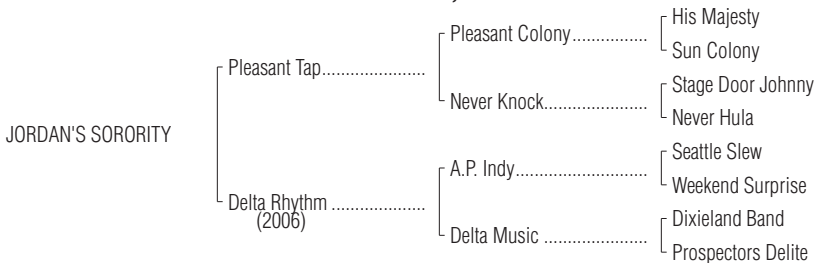 His Majesty
Pleasant Colony................
Sun Colony
Pleasant Tap......................
Stage Door Johnny
Never Knock......................
Never Hula
JORDAN'S SORORITY
Seattle Slew
A.P. Indy............................
Weekend Surprise
Delta Rhythm ....................
(2006)
Dixieland Band
Delta Music ......................
Prospectors Delite